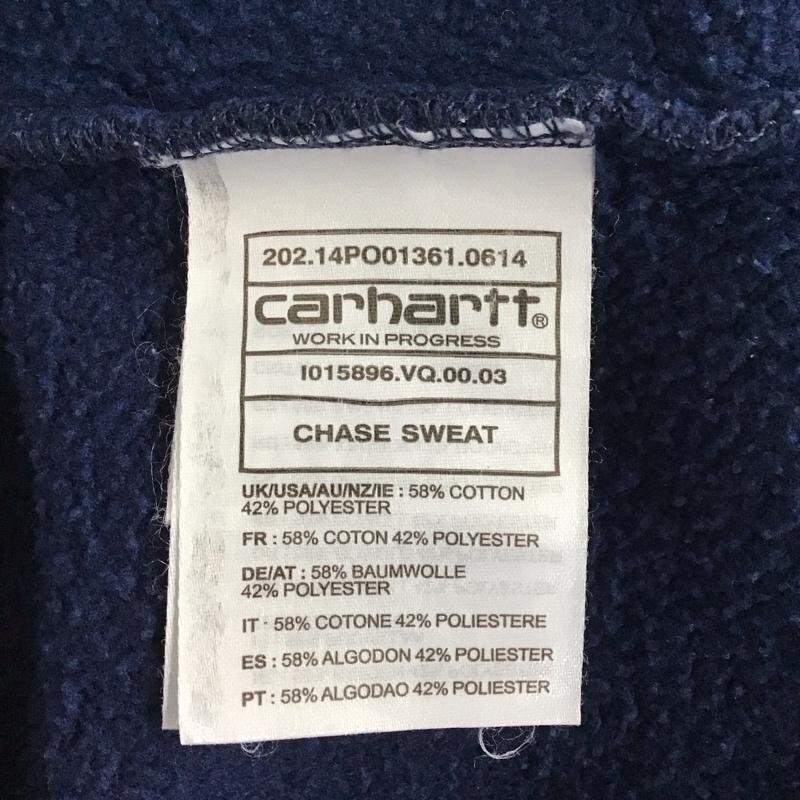 202.14PO01361.0614
carhartt®
WORK IN PROGRESS
I015896.VQ.00.03
CHASE SWEAT
UK/USA/AU/NZ/IE : 58% COTTON
42% POLYESTER
FR : 58% COTON 42% POLYESTER
DE/AT : 58% BAUMWOLLE
42% POLYESTER
IT · 58% COTONE 42% POLIESTERE
ES : 58% ALGODON 42% POLIESTER
PT : 58% ALGODAO 42% POLIESTER